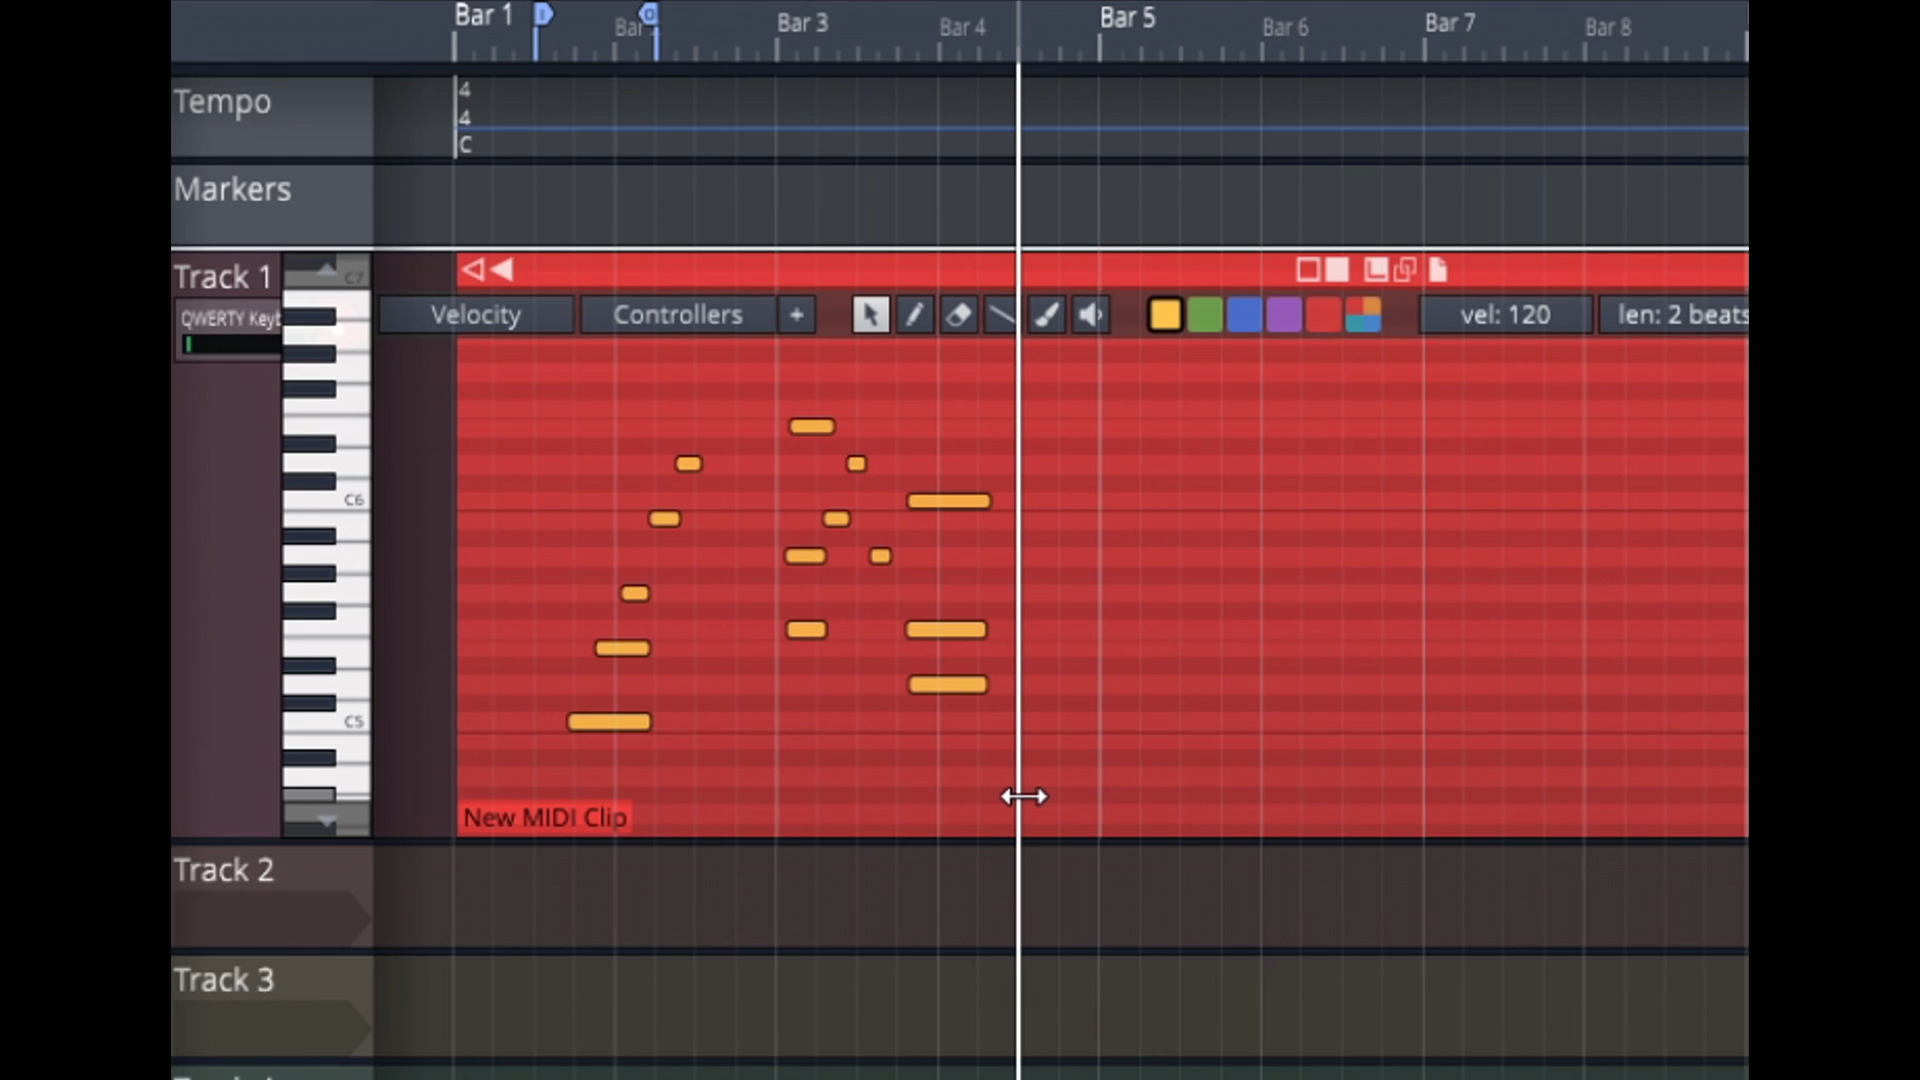 Bar 1
Bar 3
Bar 4
Bar 5
Bar 6
Bar 7
Bar 8
Tempo
4
4
C
Markers
Track 1
C7
QWERTY Keyb
Velocity
Controllers
+
vel: 120
len: 2 beats
C6
C5
New MIDI Clip
Track 2
Track 3